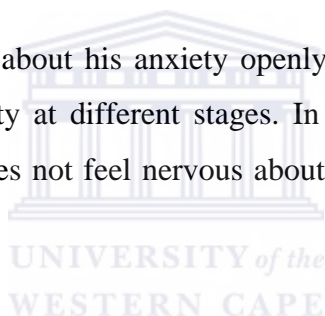 about his anxiety openly
ty at different stages. In
es not feel nervous about
UNIVERSITY of the
WESTERN CAPE